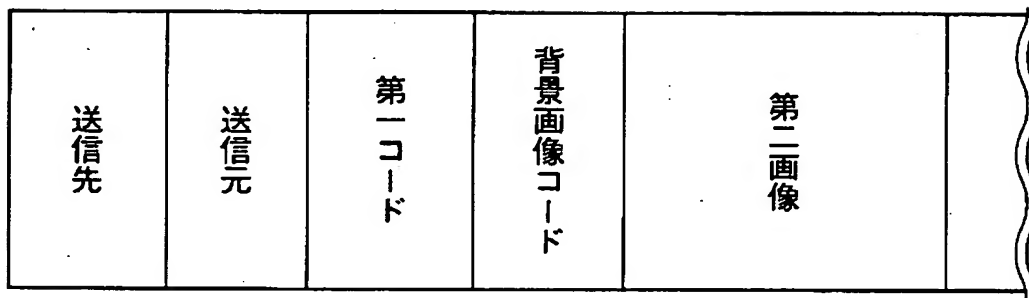 送信先
送信元
第一コード
背景画像コード
第二画像